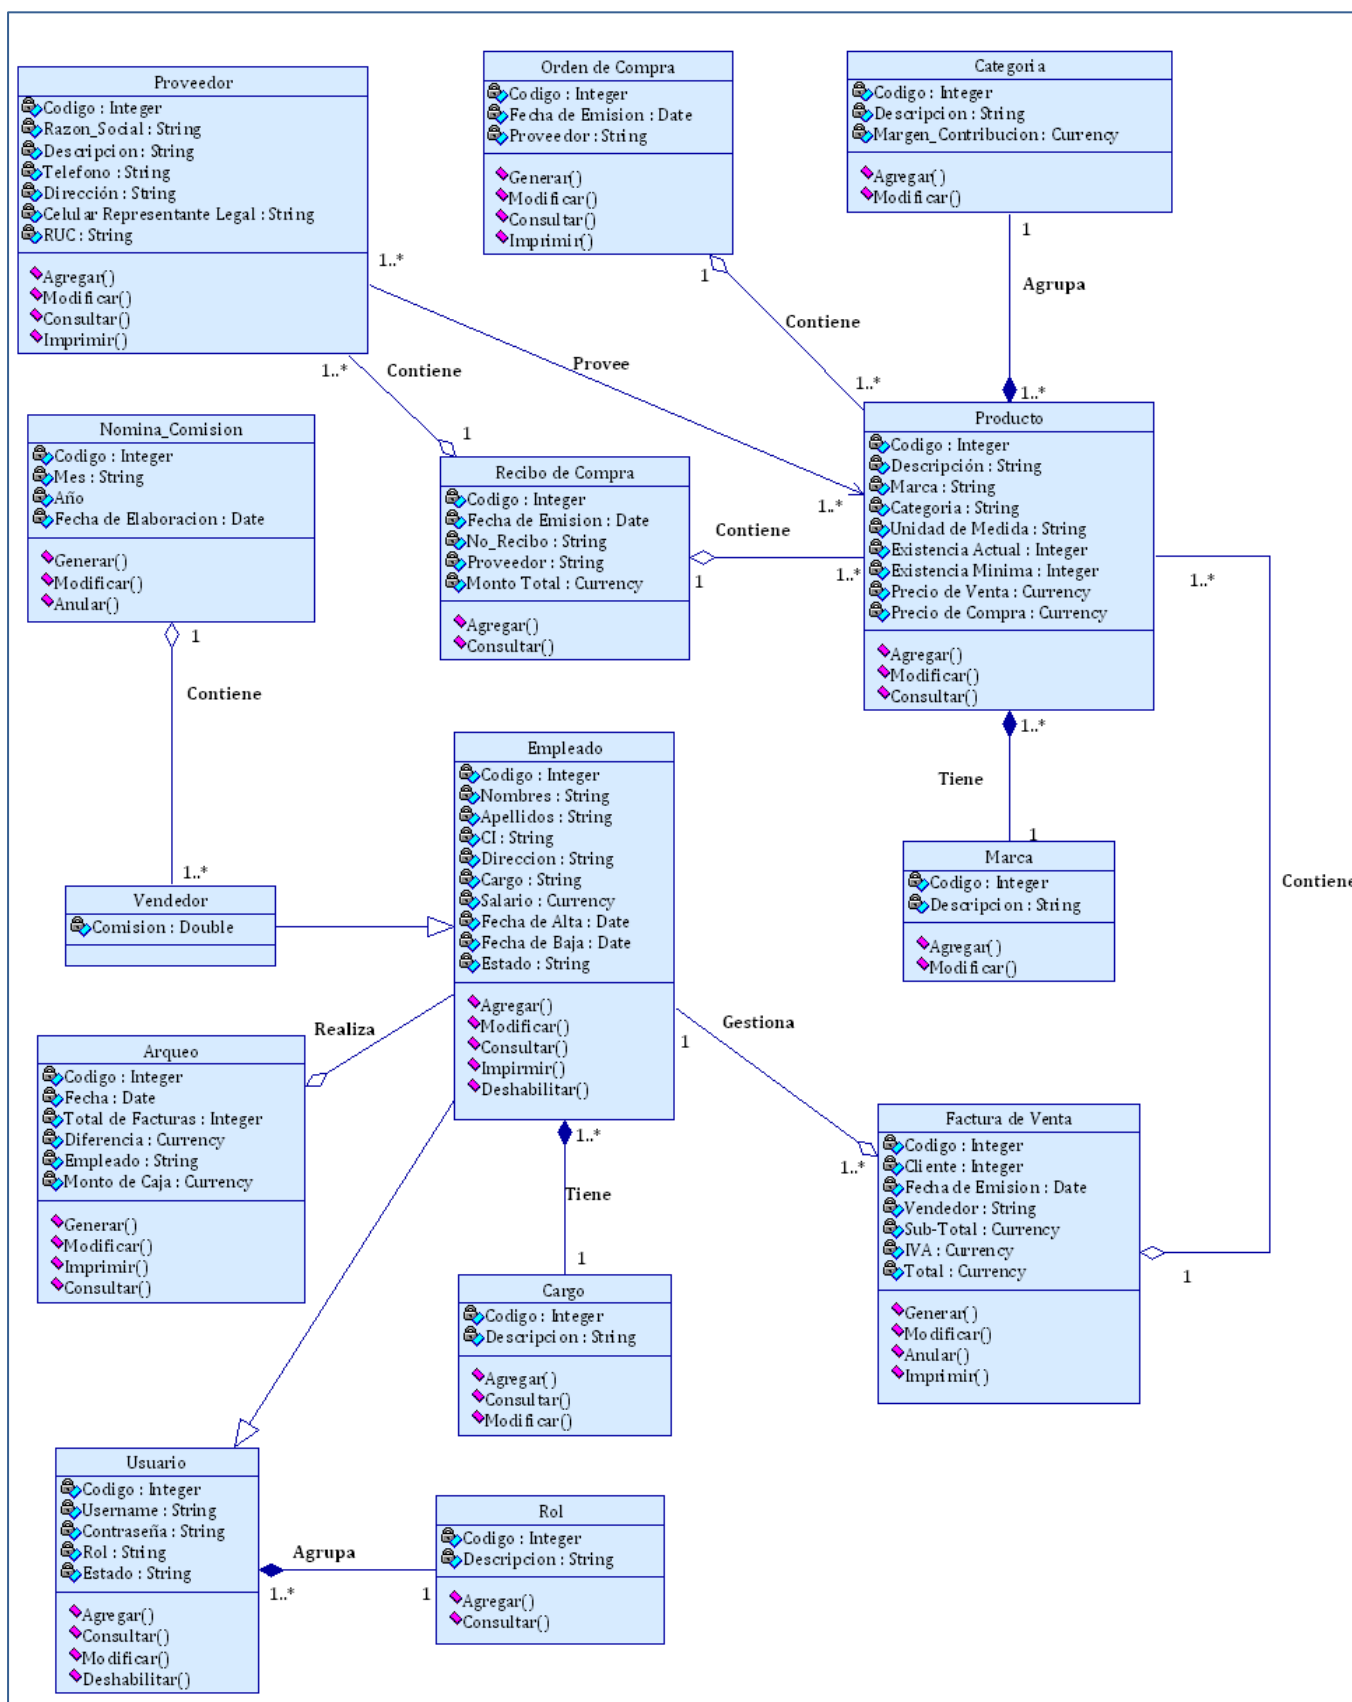 Proveedor
Codigo : Integer
Razon_Social : String
Descripcion : String
Telefono : String
Dirección : String
Celular Representante Legal : String
RUC : String
Agregar()
Modificar()
Consultar()
Imprimir()
1..*
1..*
Orden de Compra
Codigo : Integer
Fecha de Emision : Date
Proveedor : String
Generar()
Modificar()
Consultar()
Imprimir()
1
Contiene
1..*
Categoria
Codigo : Integer
Descripcion : String
Margen_Contribucion : Currency
Agregar()
Modificar()
1
Agrupa
1..*
Provee
1..*
Contiene
1
Nomina_Comision
Codigo : Integer
Mes : String
Año
Fecha de Elaboracion : Date
Generar()
Modificar()
Anular()
1
Contiene
1..*
Recibo de Compra
Codigo : Integer
Fecha de Emision : Date
No_Recibo : String
Proveedor : String
Monto Total : Currency
Agregar()
Consultar()
Contiene
1
1..*
Producto
Codigo : Integer
Descripción : String
Marca : String
Categoria : String
Unidad de Medida : String
Existencia Actual : Integer
Existencia Minima : Integer
Precio de Venta : Currency
Precio de Compra : Currency
Agregar()
Modificar()
Consultar()
1..*
1..*
Tiene
1
Marca
Codigo : Integer
Descripcion : String
Agregar()
Modificar()
Contiene
Vendedor
Comision : Double
Empleado
Codigo : Integer
Nombres : String
Apellidos : String
CI : String
Direccion : String
Cargo : String
Salario : Currency
Fecha de Alta : Date
Fecha de Baja : Date
Estado : String
Agregar()
Modificar()
Consultar()
Impirmir()
Deshabilitar()
Realiza
Gestiona
1
1..*
Arqueo
Codigo : Integer
Fecha : Date
Total de Facturas : Integer
Diferencia : Currency
Empleado : String
Monto de Caja : Currency
Generar()
Modificar()
Imprimir()
Consultar()
1..*
Tiene
1
Cargo
Codigo : Integer
Descripcion : String
Agregar()
Consultar()
Modificar()
Factura de Venta
Codigo : Integer
Cliente : Integer
Fecha de Emision : Date
Vendedor : String
Sub-Total : Currency
IVA : Currency
Total : Currency
Generar()
Modificar()
Anular()
Imprimir()
1
Usuario
Codigo : Integer
Username : String
Contraseña : String
Rol : String
Estado : String
Agregar()
Consultar()
Modificar()
Deshabilitar()
Agrupa
1..*
1
Rol
Codigo : Integer
Descripcion : String
Agregar()
Consultar()